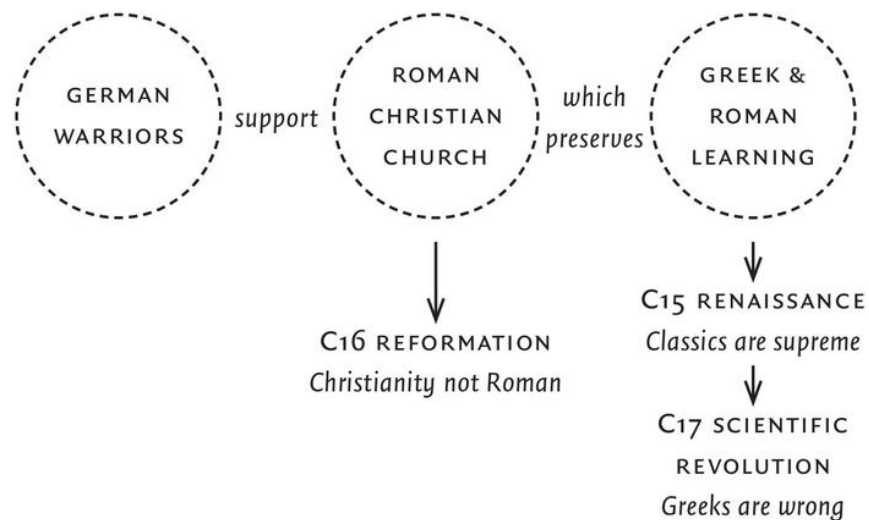 GERMAN
WARRIORS
support
ROMAN
CHRISTIAN
CHURCH
which
preserves
GREEK &
ROMAN
LEARNING
C16 REFORMATION
Christianity not Roman
C15 RENAISSANCE
Classics are supreme
C17 SCIENTIFIC
REVOLUTION
Greeks are wrong